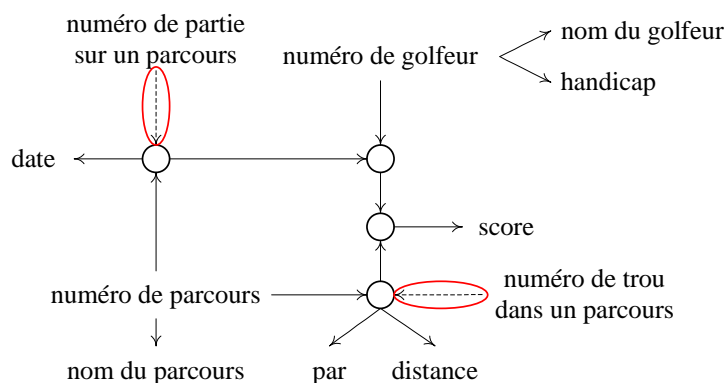 numéro de partie
sur un parcours
numéro de golfeur
nom du golfeur
handicap
date
score
numéro de parcours
numéro de trou
dans un parcours
nom du parcours
par
distance